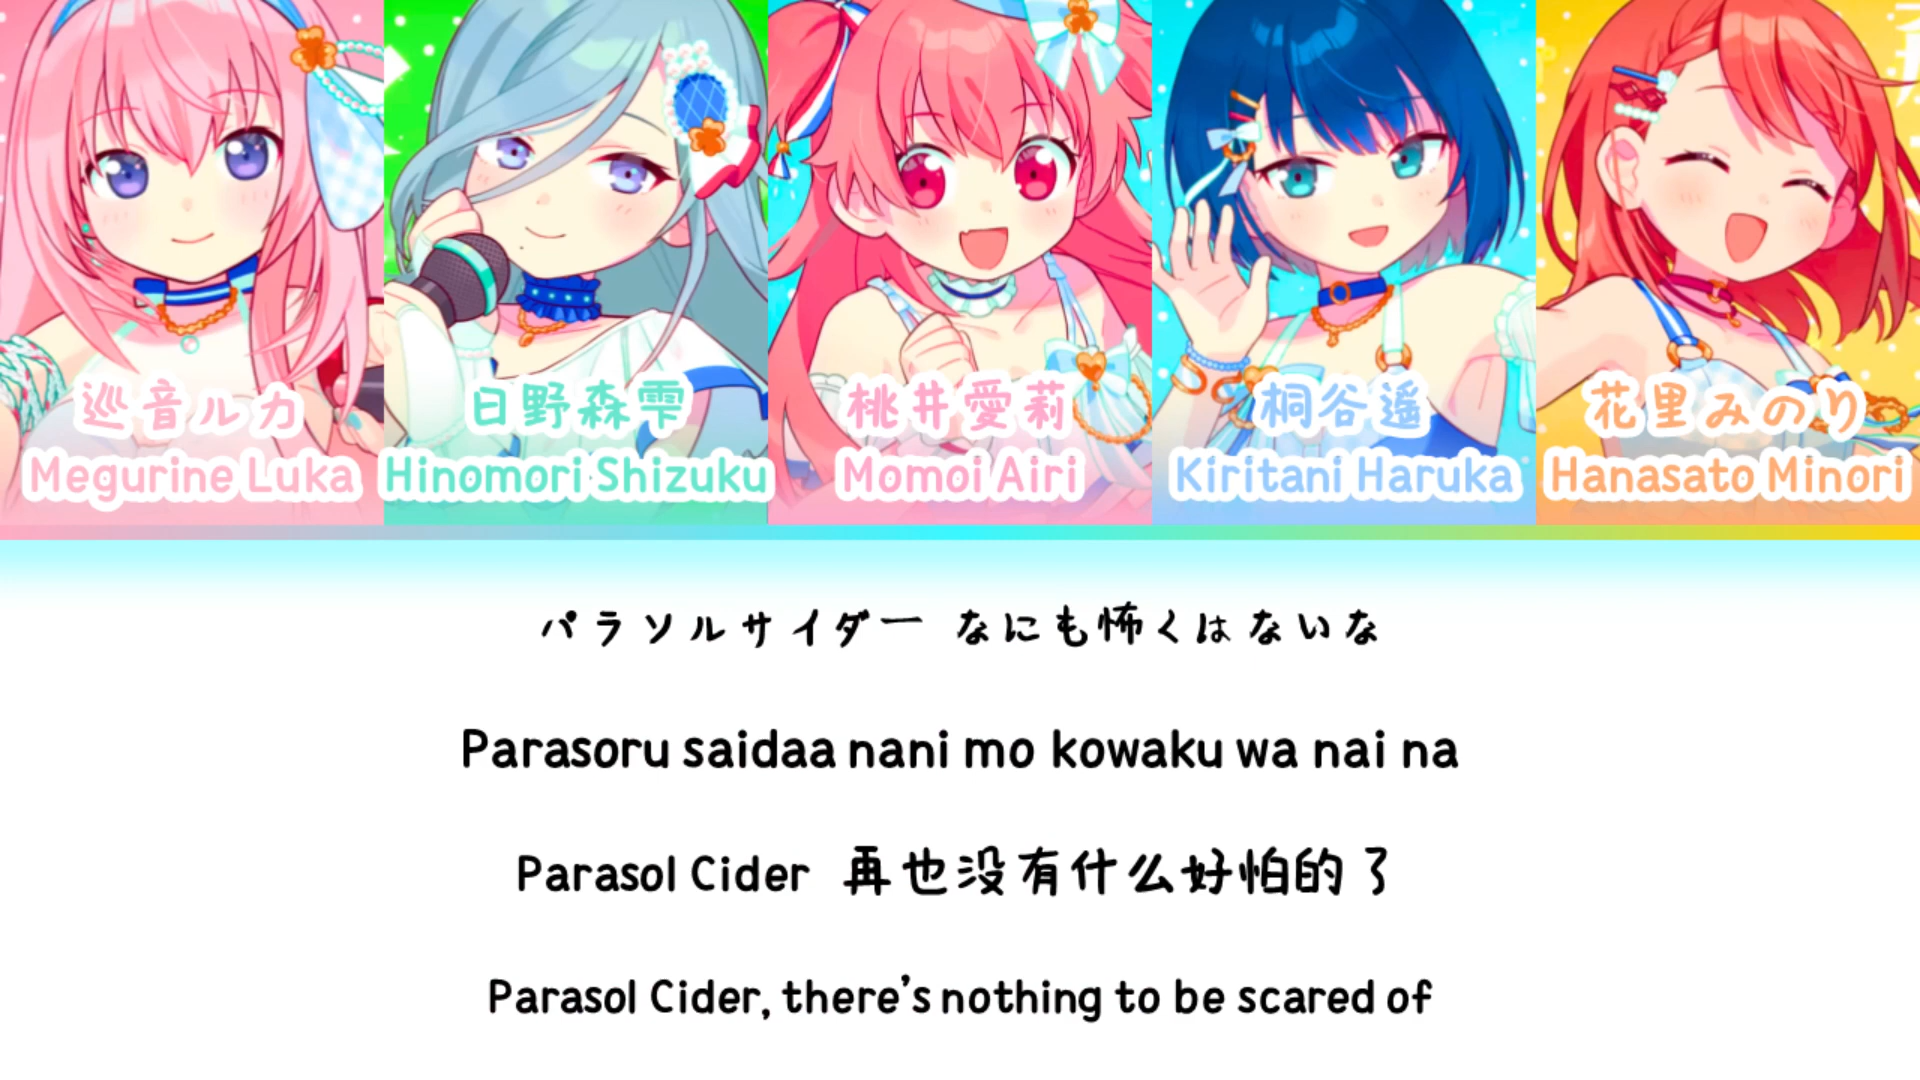 巡音ルカ
Megurine Luka
日野森雫
Hinomori Shizuku
桃井愛莉
Momoi Airi
桐谷遥
Kiritani Haruka
花里みのり
Hanasato Minori
パラソルサイダー なにも怖くはないな
Parasoru saidaa nani mo kowaku wa nai na
Parasol Cider 再也没有什么好怕的了
Parasol Cider, there's nothing to be scared of